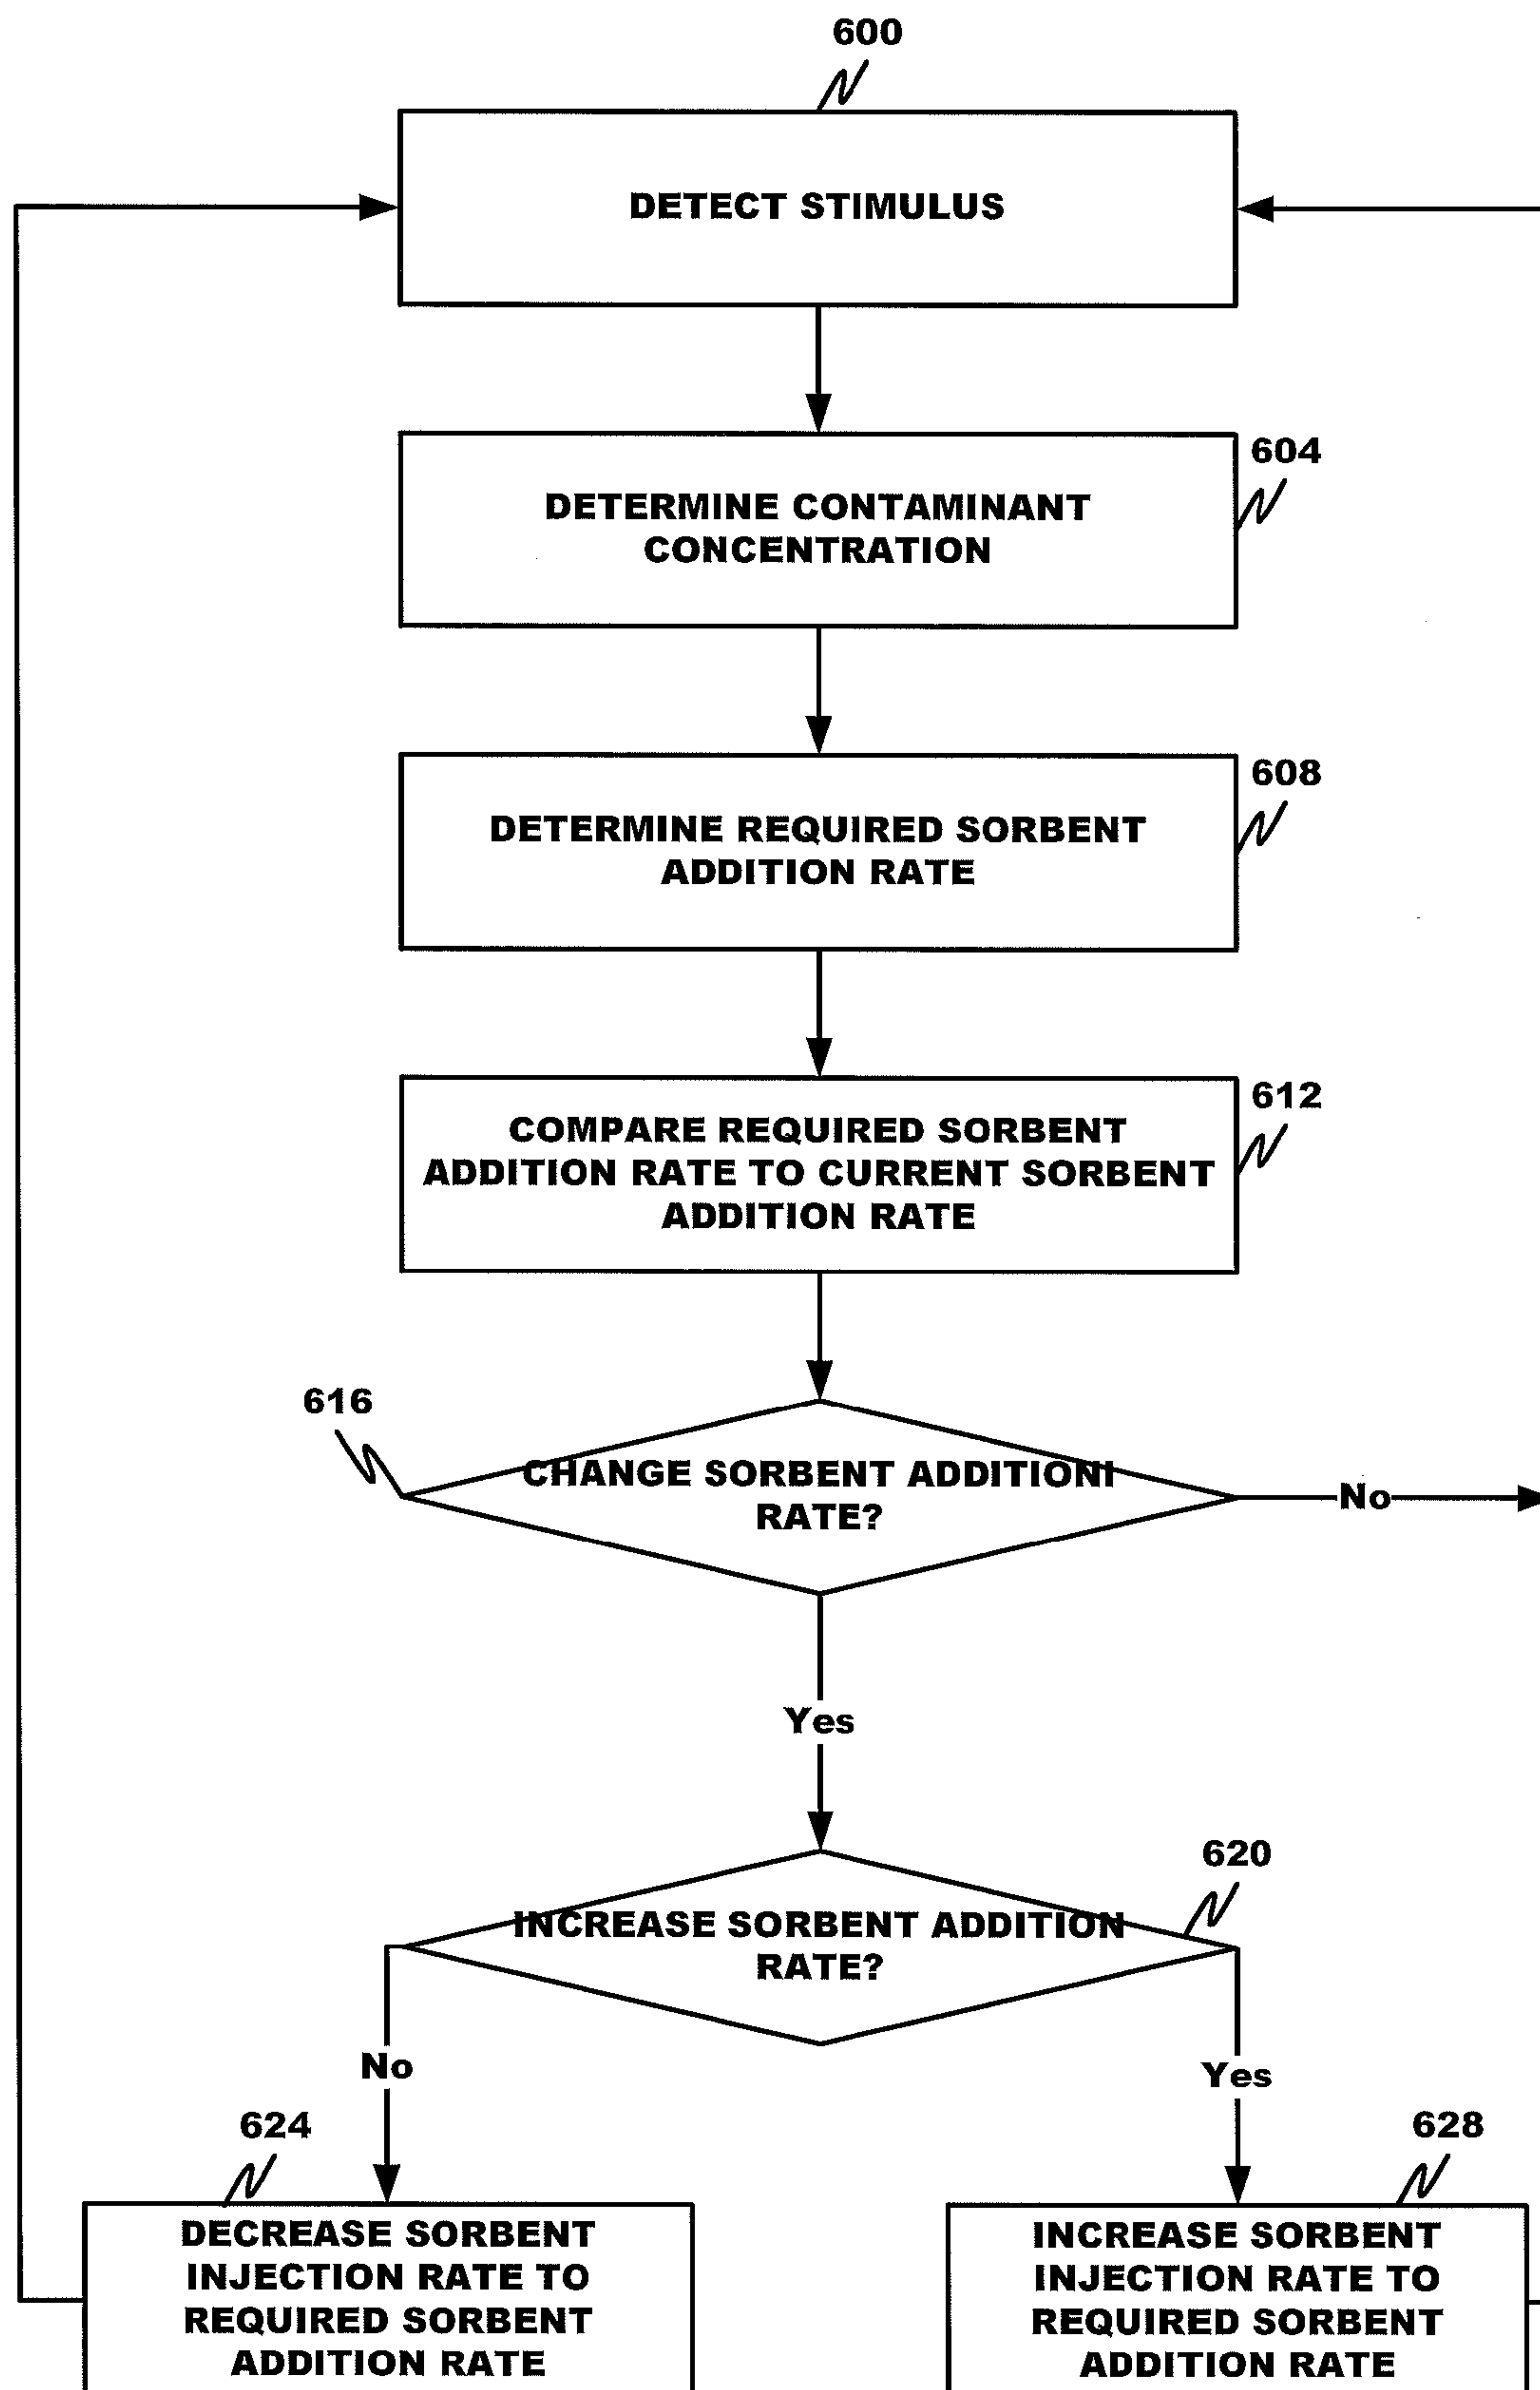 600
DETECT STIMULUS
604
DETERMINE CONTAMINANT
CONCENTRATION
608
DETERMINE REQUIRED SORBENT
ADDITION RATE
612
COMPARE REQUIRED SORBENT
ADDITION RATE TO CURRENT SORBENT
ADDITION RATE
616
CHANGE SORBENT ADDITIONI
RATE?
No
Yes
620
INCREASE SORBENT ADDITION
RATE?
No
Yes
624
DECREASE SORBENT
INJECTION RATE TO
REQUIRED SORBENT
ADDITION RATE
628
INCREASE SORBENT
INJECTION RATE TO
REQUIRED SORBENT
ADDITION RATE